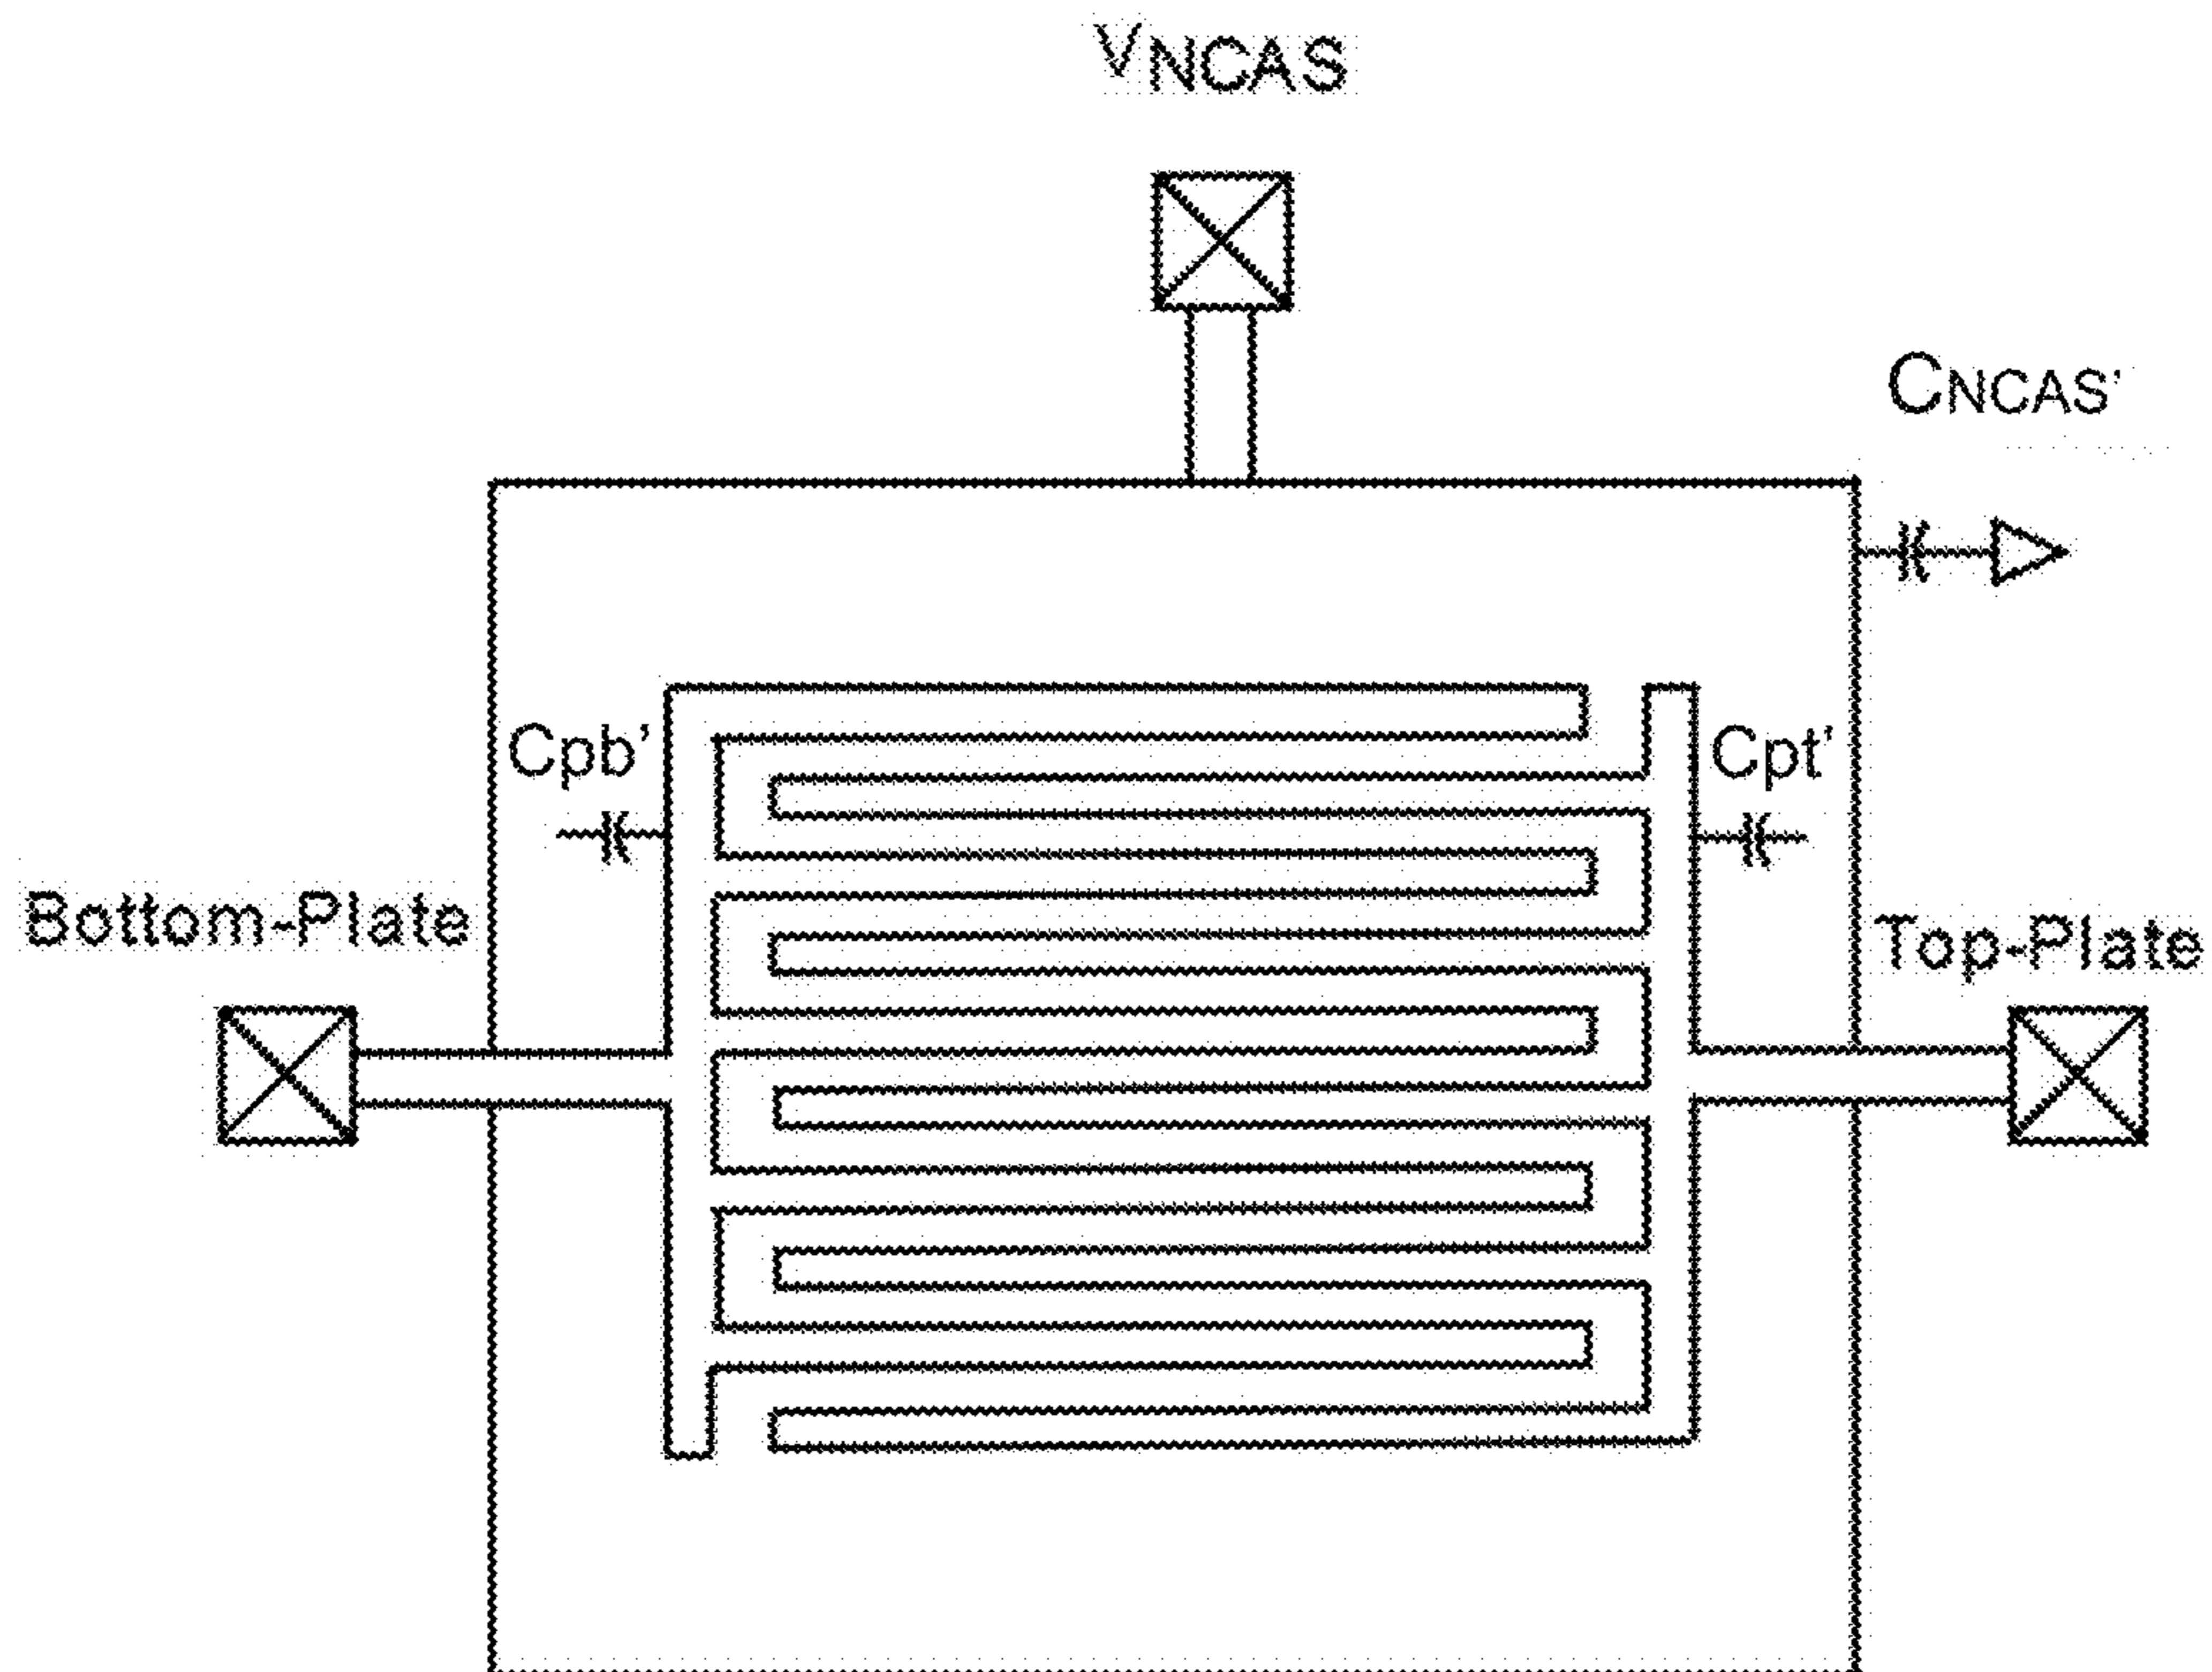 VNCAS
CNCAS'
Cpb'
Cpt'
Bottom-Plate
Top-Plate